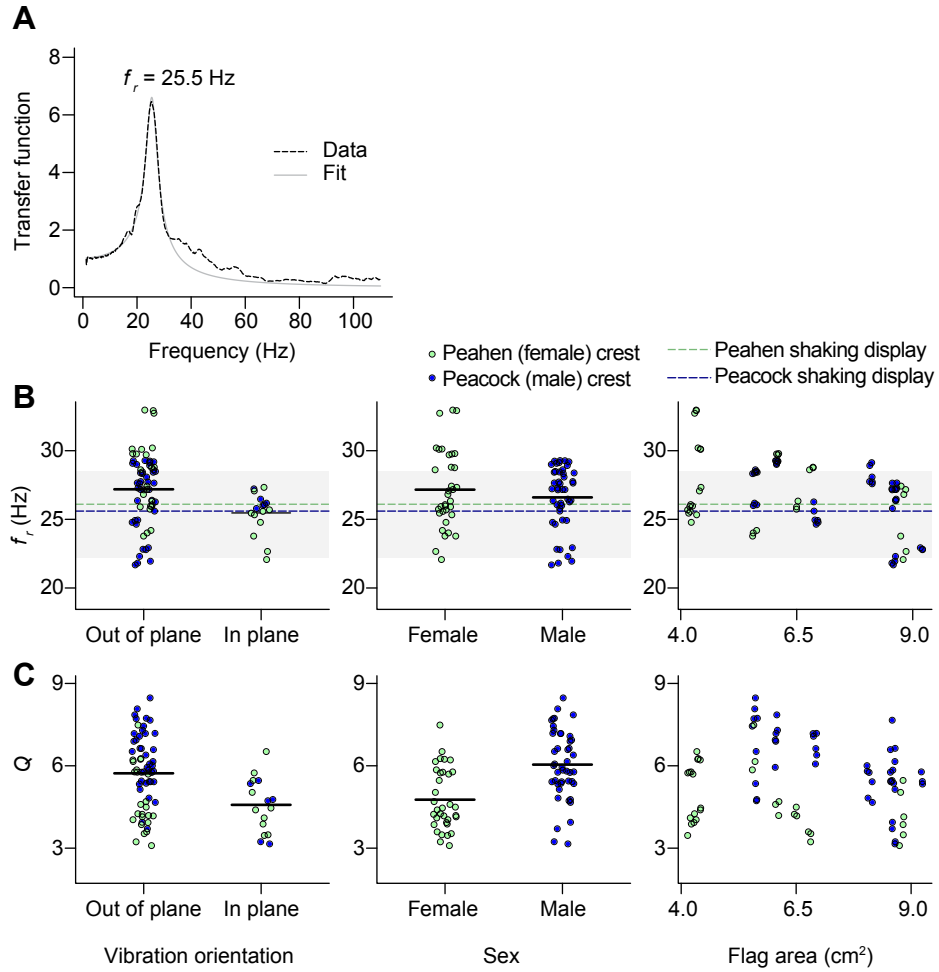 A
8
6
4
2
0
Transfer function
f_r = 25.5 Hz
Data
Fit
0 20 40 60 80 100
Frequency (Hz)
Peahen (female) crest
Peacock (male) crest
Peahen shaking display
Peacock shaking display
B
30
25
20
f_r (Hz)
Out of plane In plane
Female Male
4.0 6.5 9.0
C
9
6
3
Q
Out of plane In plane
Female Male
4.0 6.5 9.0
Vibration orientation
Sex
Flag area (cm²)